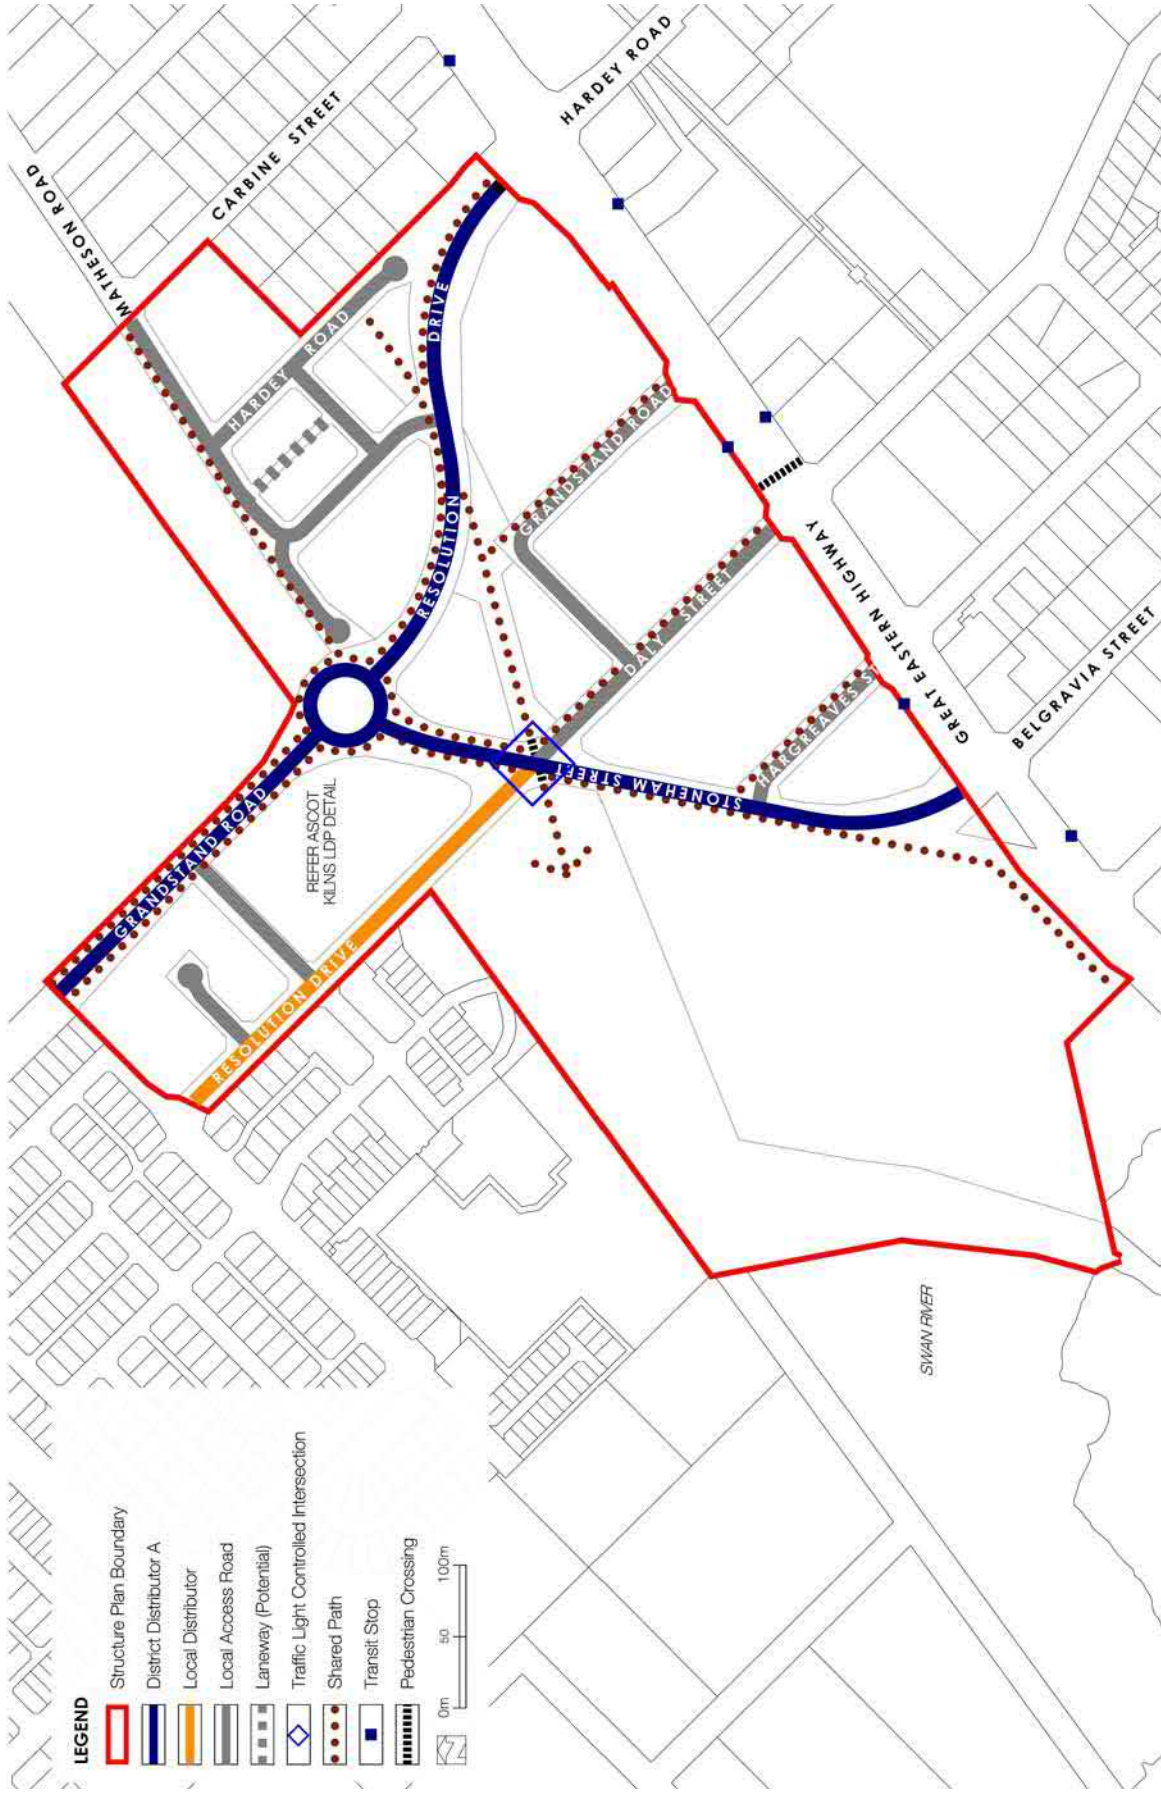 MATHESON ROAD
CARBINE STREET
HARDEY ROAD
HARDEY ROAD
RESOLUTION DRIVE
GRANDSTAND ROAD
GRANDSTAND ROAD
DALY STREET
HARGREAVES ST
STONEHAM STREET
GREAT EASTERN HIGHWAY
BELGRAVIA STREET
REFER ASCOT
KILNS LDP DETAIL
RESOLUTION DRIVE
SWAN RIVER
LEGEND
Structure Plan Boundary
District Distributor A
Local Distributor
Local Access Road
Laneway (Potential)
Traffic Light Controlled Intersection
Shared Path
Transit Stop
Pedestrian Crossing
0m 50 100m